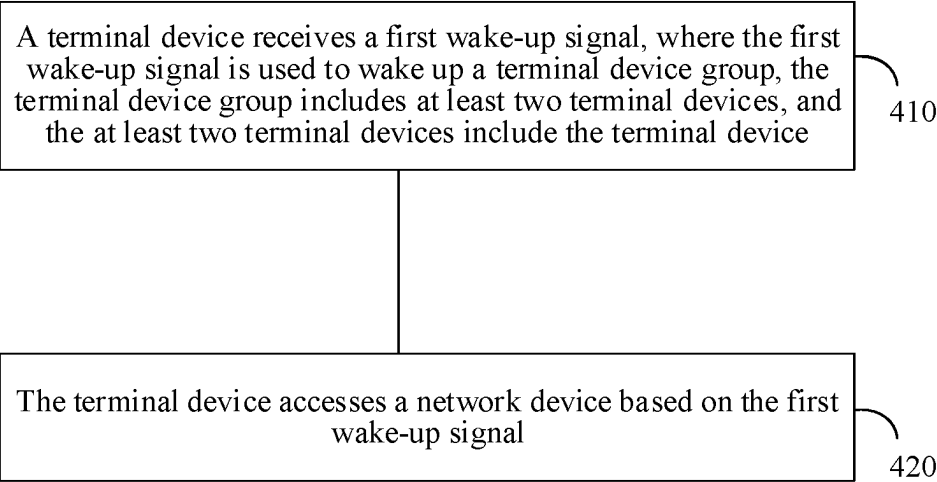 A terminal device receives a first wake-up signal, where the first
wake-up signal is used to wake up a terminal device group, the
terminal device group includes at least two terminal devices, and
the at least two terminal devices include the terminal device
410
The terminal device accesses a network device based on the first
wake-up signal
420